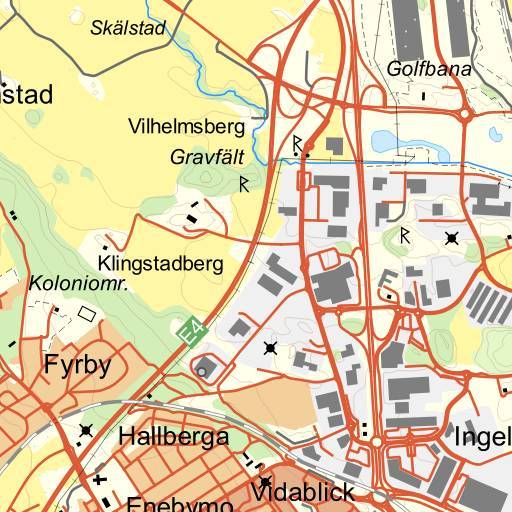 Skälstad
Golfbana
stad
Vilhelmsberg
Gravfält
R
R
R
Klingstadberg
Koloniomr.
E4
Fyrby
Hallberga
Ingel
Vidablick
Enebymo